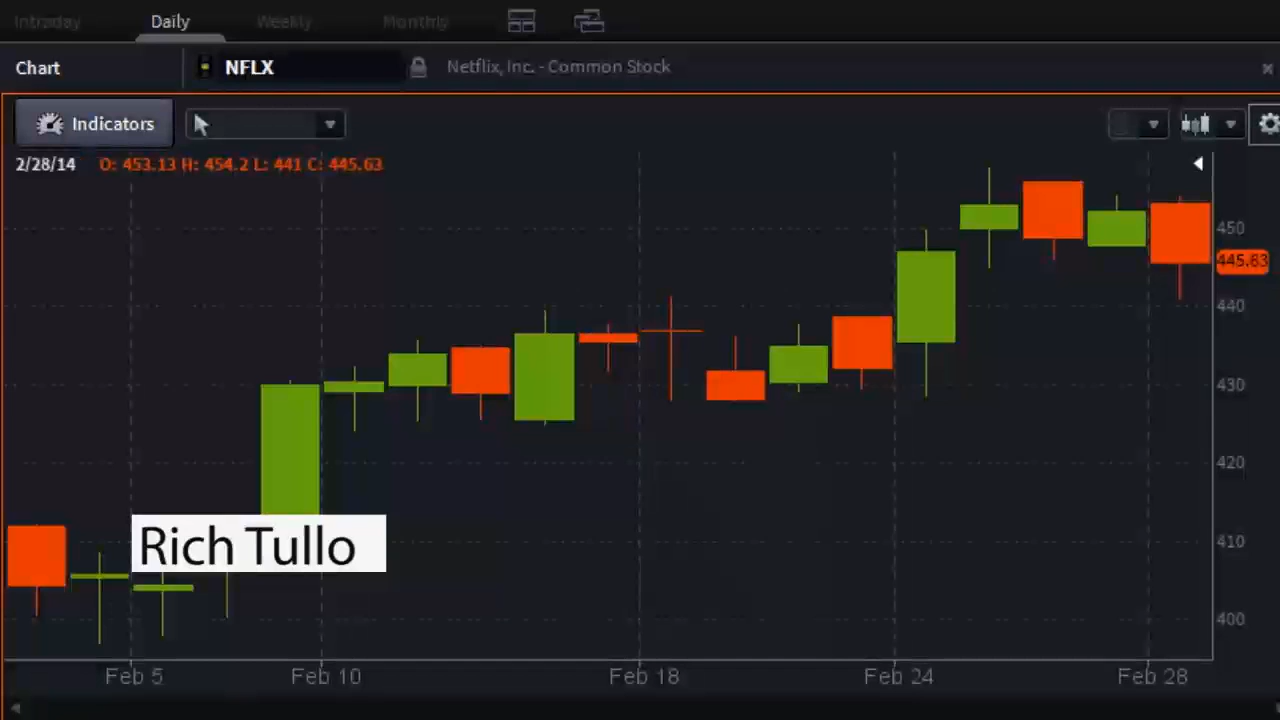 Intraday Daily Weekly Monthly
Chart NFLX Netflix, Inc. - Common Stock
Indicators
2/28/14 O: 453.13 H: 454.2 L: 441 C: 445.63
450
445.63
440
430
420
Rich Tullo
410
400
Feb 5 Feb 10 Feb 18 Feb 24 Feb 28